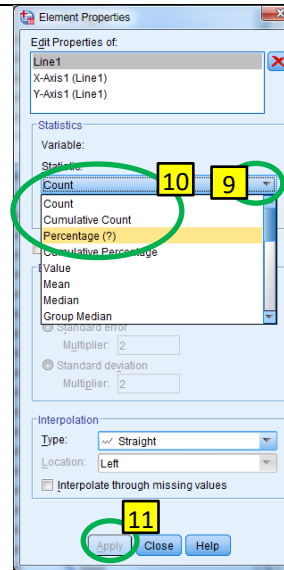 Element Properties
Edit Properties of:
Line1
X-Axis1 (Line1)
Y-Axis1 (Line1)
Statistics
Variable:
Statistic:
10
9
Count
Count
Cumulative Count
Percentage (?)
Cumulative Percentage
Value
Mean
Median
Group Median
Standard error
Multiplier: 2
Standard deviation
Multiplier: 2
Interpolation
Type: Straight
Location: Left
Interpolate through missing values
11
Apply Close Help